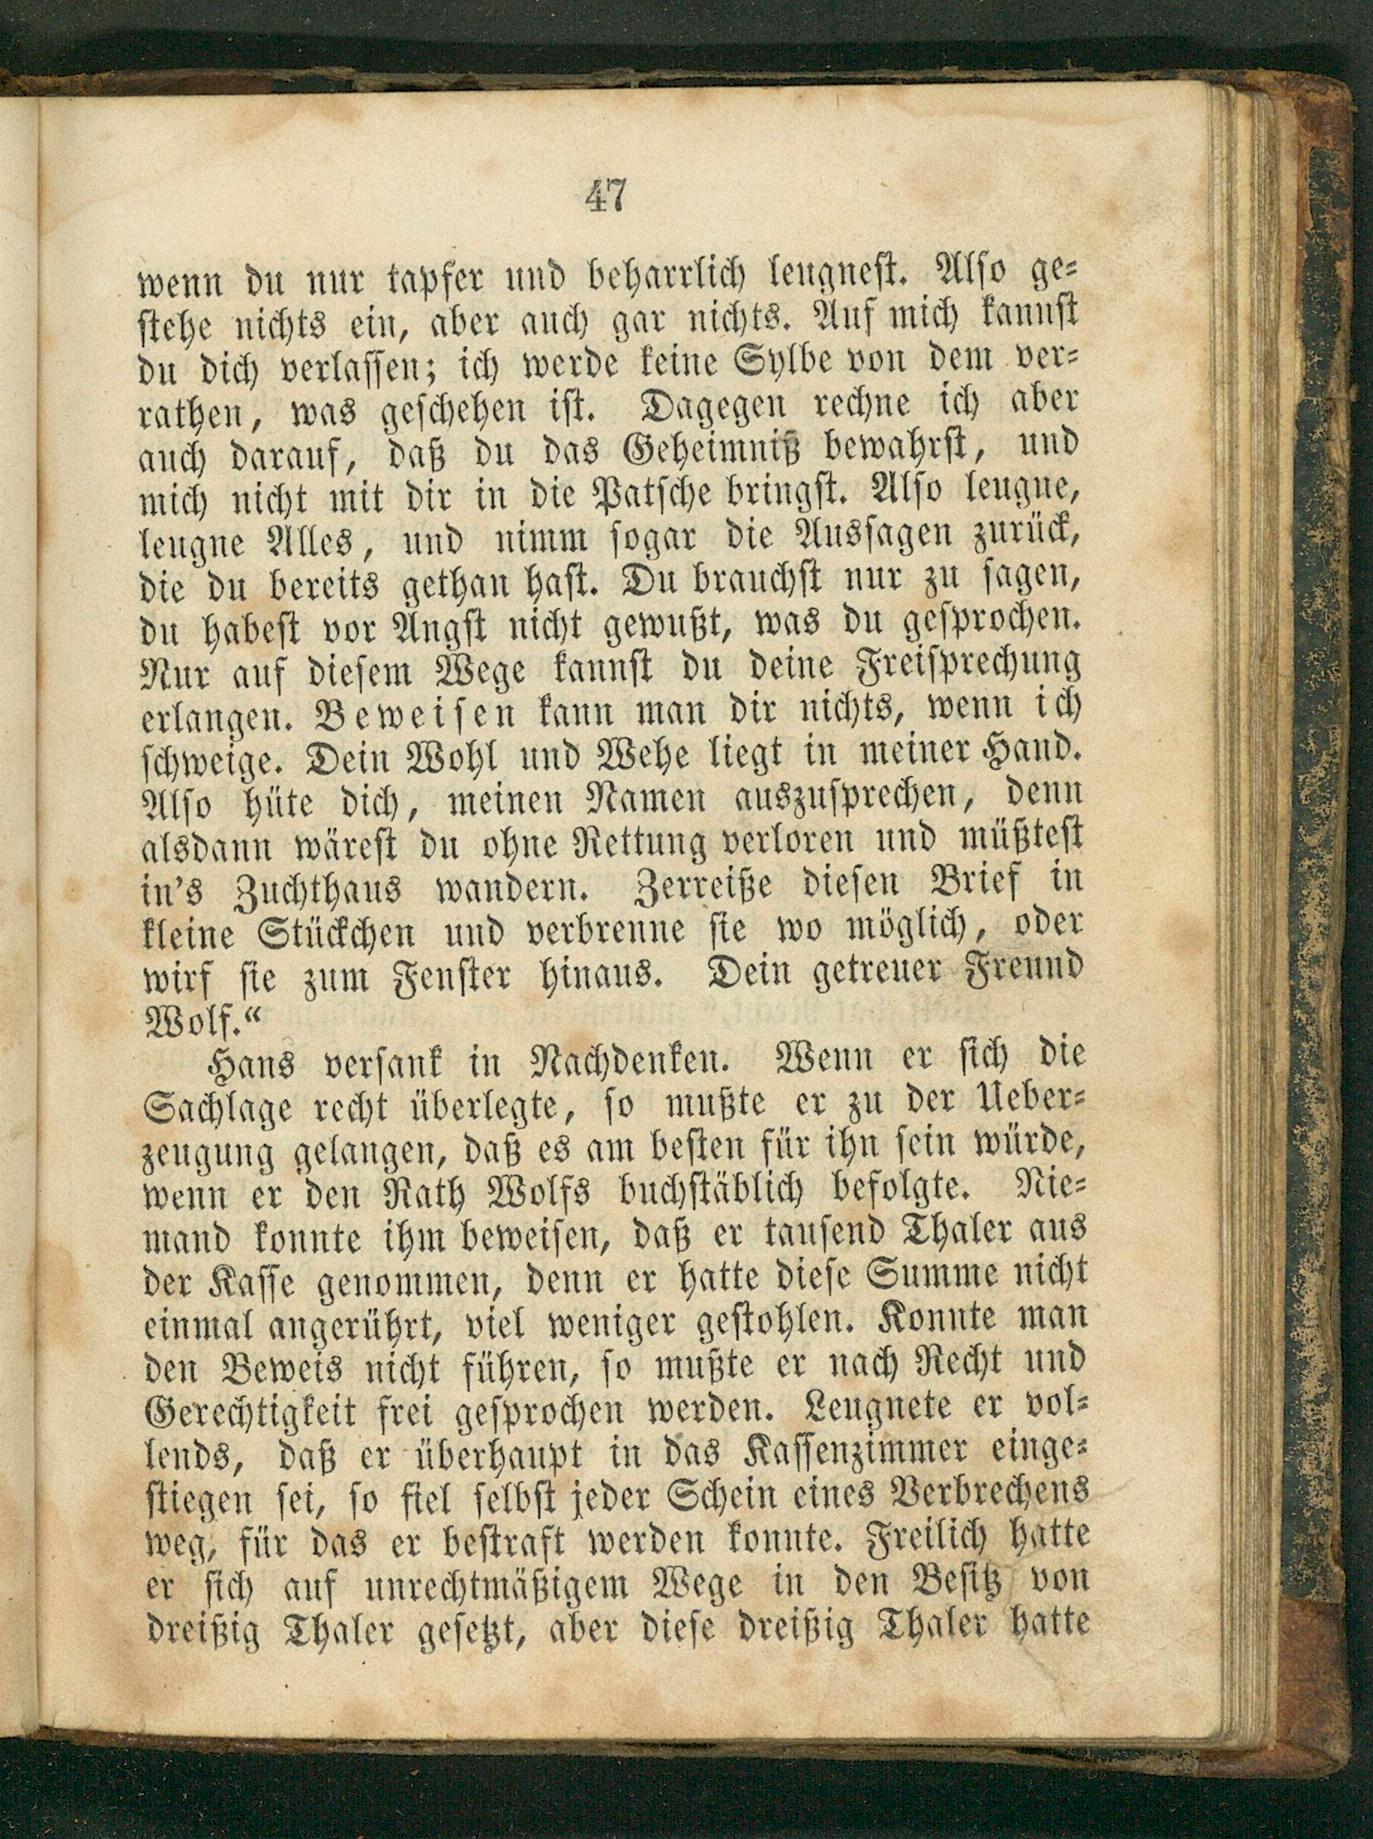 47
wenn du nur tapfer und beharrlich leugnest. Also ge-
stehe nichts ein, aber auch gar nichts. Auf mich kannst
du dich verlassen; ich werde keine Sylbe von dem ver-
rathen, was geschehen ist. Dagegen rechne ich aber
auch darauf, daß du das Geheimniß bewahrst, und
mich nicht mit dir in die Patsche bringst. Also leugne,
leugne Alles, und nimm sogar die Aussagen zurück,
die du bereits gethan hast. Du brauchst nur zu sagen,
du habest vor Angst nicht gewußt, was du gesprochen.
Nur auf diesem Wege kannst du deine Freisprechung
erlangen. Beweisen kann man dir nichts, wenn ich
schweige. Dein Wohl und Wehe liegt in meiner Hand.
Also hüte dich, meinen Namen auszusprechen, denn
alsdann wärest du ohne Rettung verloren und müßtest
in's Zuchthaus wandern. Zerreiße diesen Brief in
kleine Stückchen und verbrenne sie wo möglich, oder
wirf sie zum Fenster hinaus. Dein getreuer Freund
Wolf.“
Hans versank in Nachdenken. Wenn er sich die
Sachlage recht überlegte, so mußte er zu der Ueber-
zeugung gelangen, daß es am besten für ihn sein würde,
wenn er den Rath Wolfs buchstäblich befolgte. Nie-
mand konnte ihm beweisen, daß er tausend Thaler aus
der Kasse genommen, denn er hatte diese Summe nicht
einmal angerührt, viel weniger gestohlen. Konnte man
den Beweis nicht führen, so mußte er nach Recht und
Gerechtigkeit frei gesprochen werden. Leugnete er vol-
lends, daß er überhaupt in das Kassenzimmer einge-
stiegen sei, so fiel selbst jeder Schein eines Verbrechens
weg, für das er bestraft werden konnte. Freilich hatte
er sich auf unrechtmäßigem Wege in den Besitz von
dreißig Thaler gesetzt, aber diese dreißig Thaler hatte